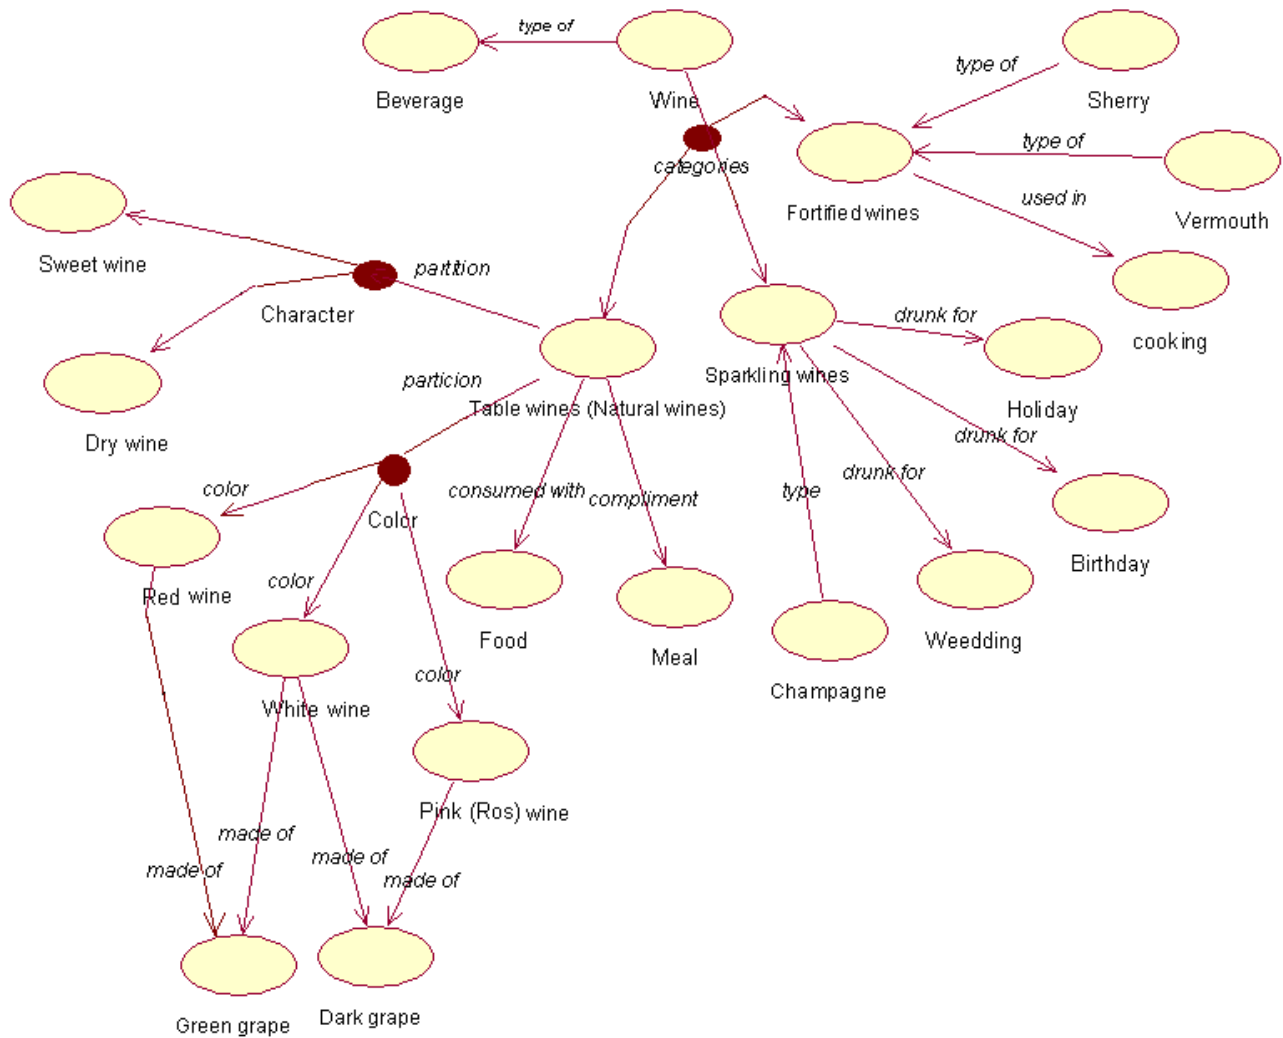 type of
Beverage
Wine
type of
Sherry
categories
type of
Fortified wines
used in
Vermouth
Sweet wine
partition
Character
drunk for
cooking
particion
Sparkling wines
Table wines (Natural wines)
Holiday
Dry wine
drunk for
color
consumed with
compliment
type
drunk for
Color
Birthday
Red wine
color
Food
Meal
Weedding
color
Champagne
White wine
Pink (Ros) wine
made of
made of
made of
made of
Green grape
Dark grape